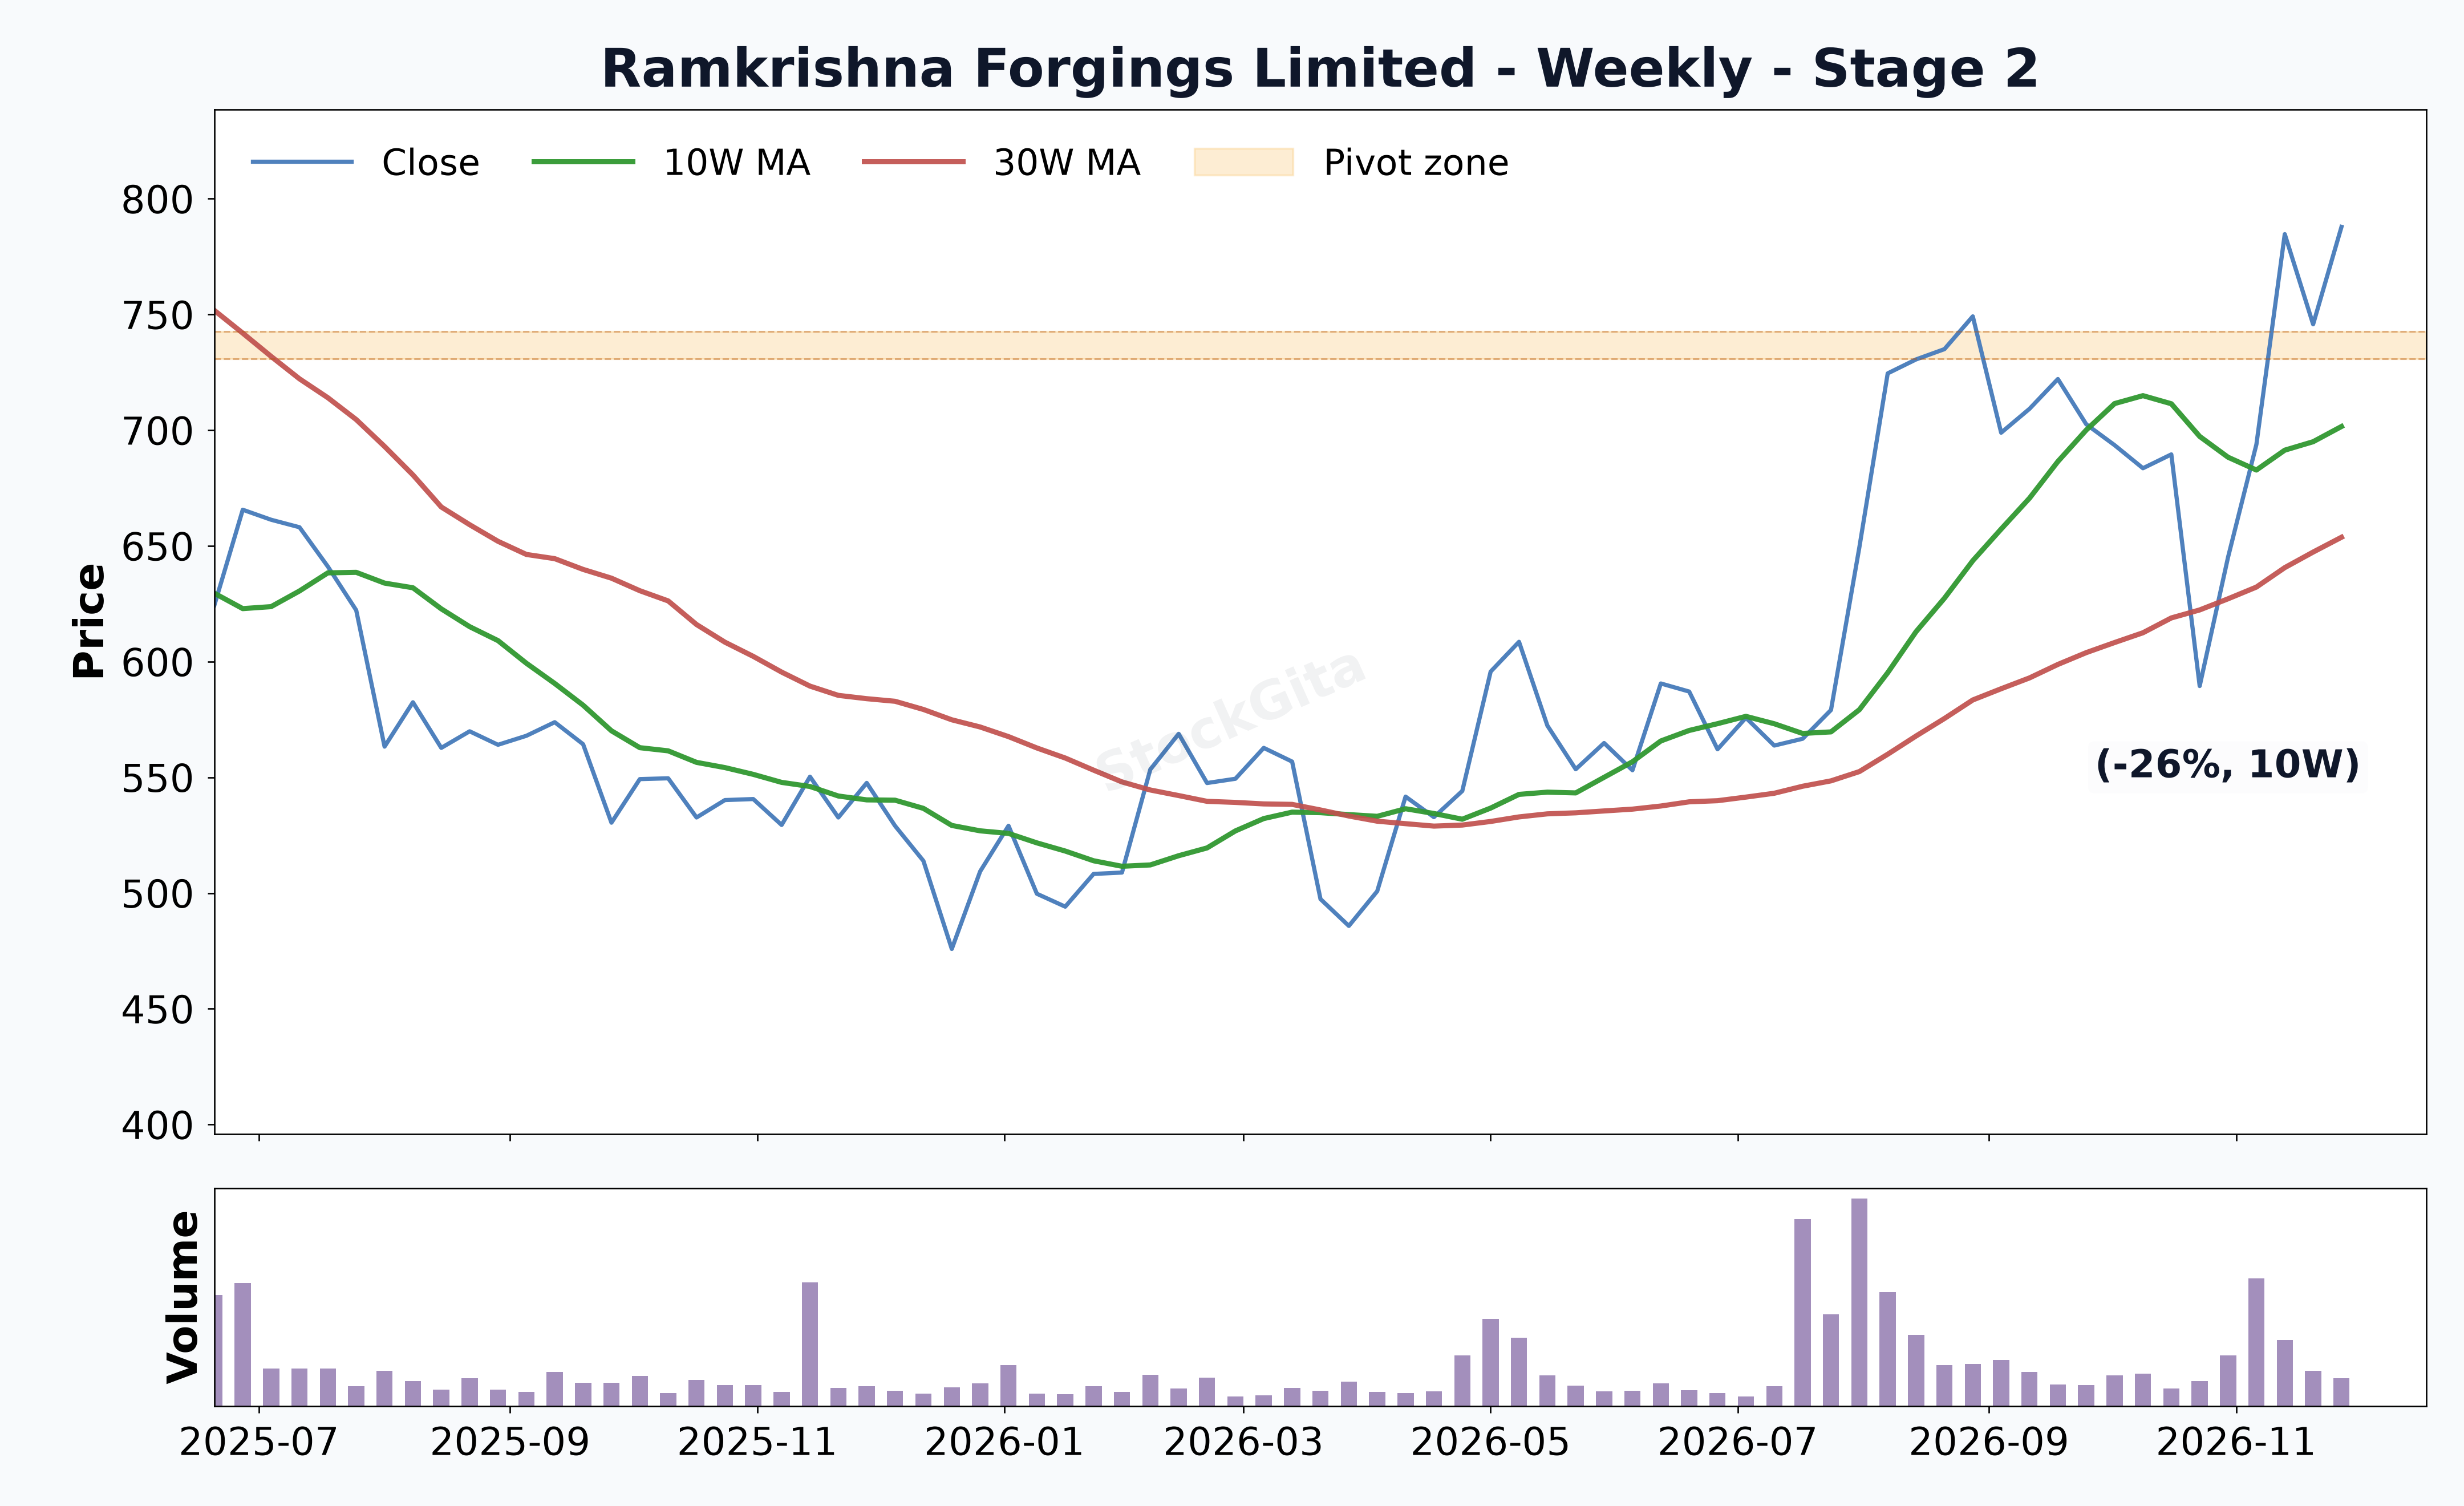 Ramkrishna Forgings Limited - Weekly - Stage 2
Close 10W MA 30W MA Pivot zone
800
750
700
650
600
550
500
450
400
Price
StockGita
(-26%, 10W)
Volume
2025-07 2025-09 2025-11 2026-01 2026-03 2026-05 2026-07 2026-09 2026-11